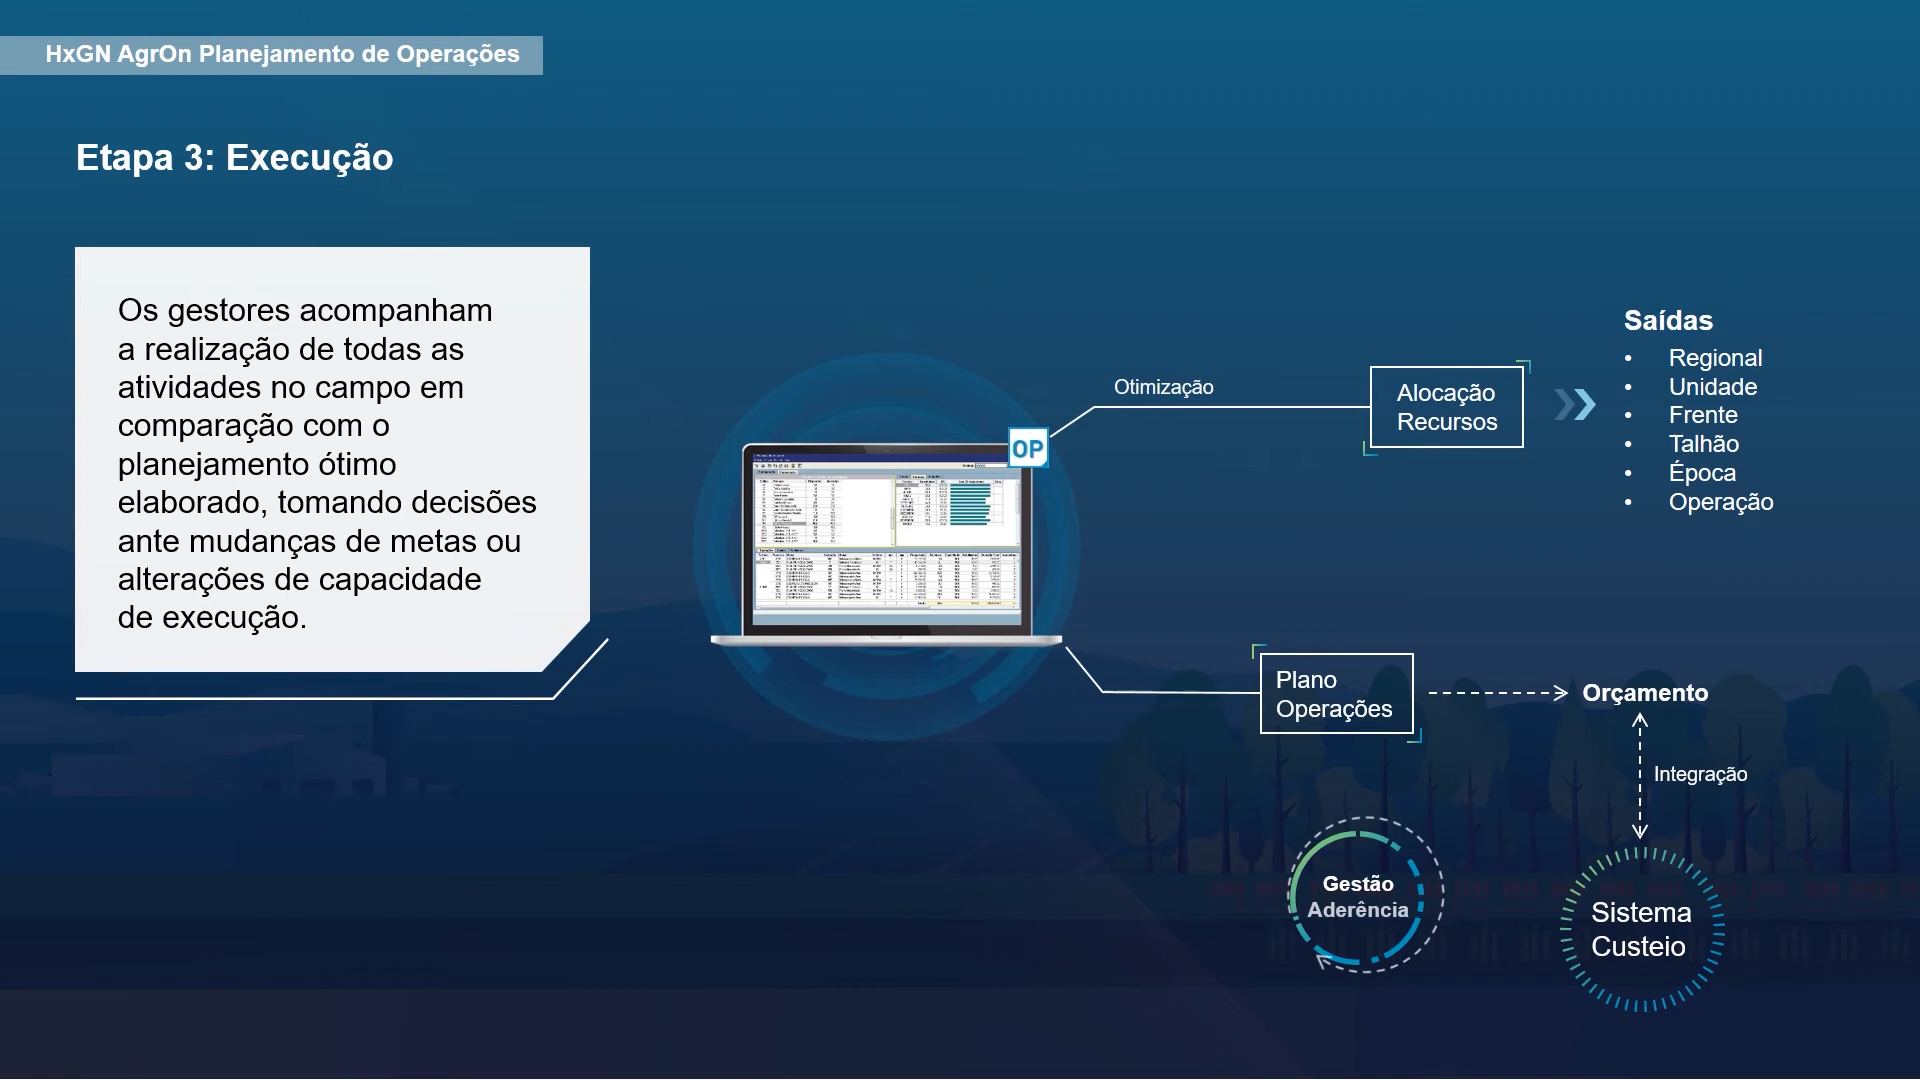 HxGN AgrOn Planejamento de Operações
Etapa 3: Execução
Os gestores acompanham
a realização de todas as
atividades no campo em
comparação com o
planejamento ótimo
elaborado, tomando decisões
ante mudanças de metas ou
alterações de capacidade
de execução.
OP
Otimização
Alocação
Recursos
Saídas
• Regional
• Unidade
• Frente
• Talhão
• Época
• Operação
Plano
Operações
Orçamento
Integração
Gestão
Aderência
Sistema
Custeio